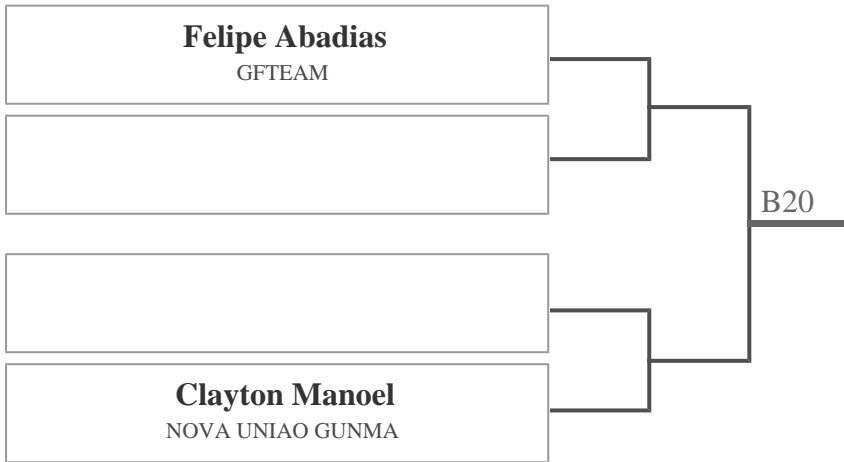 Felipe Abadias
GFTEAM
B20
Clayton Manoel
NOVA UNIAO GUNMA